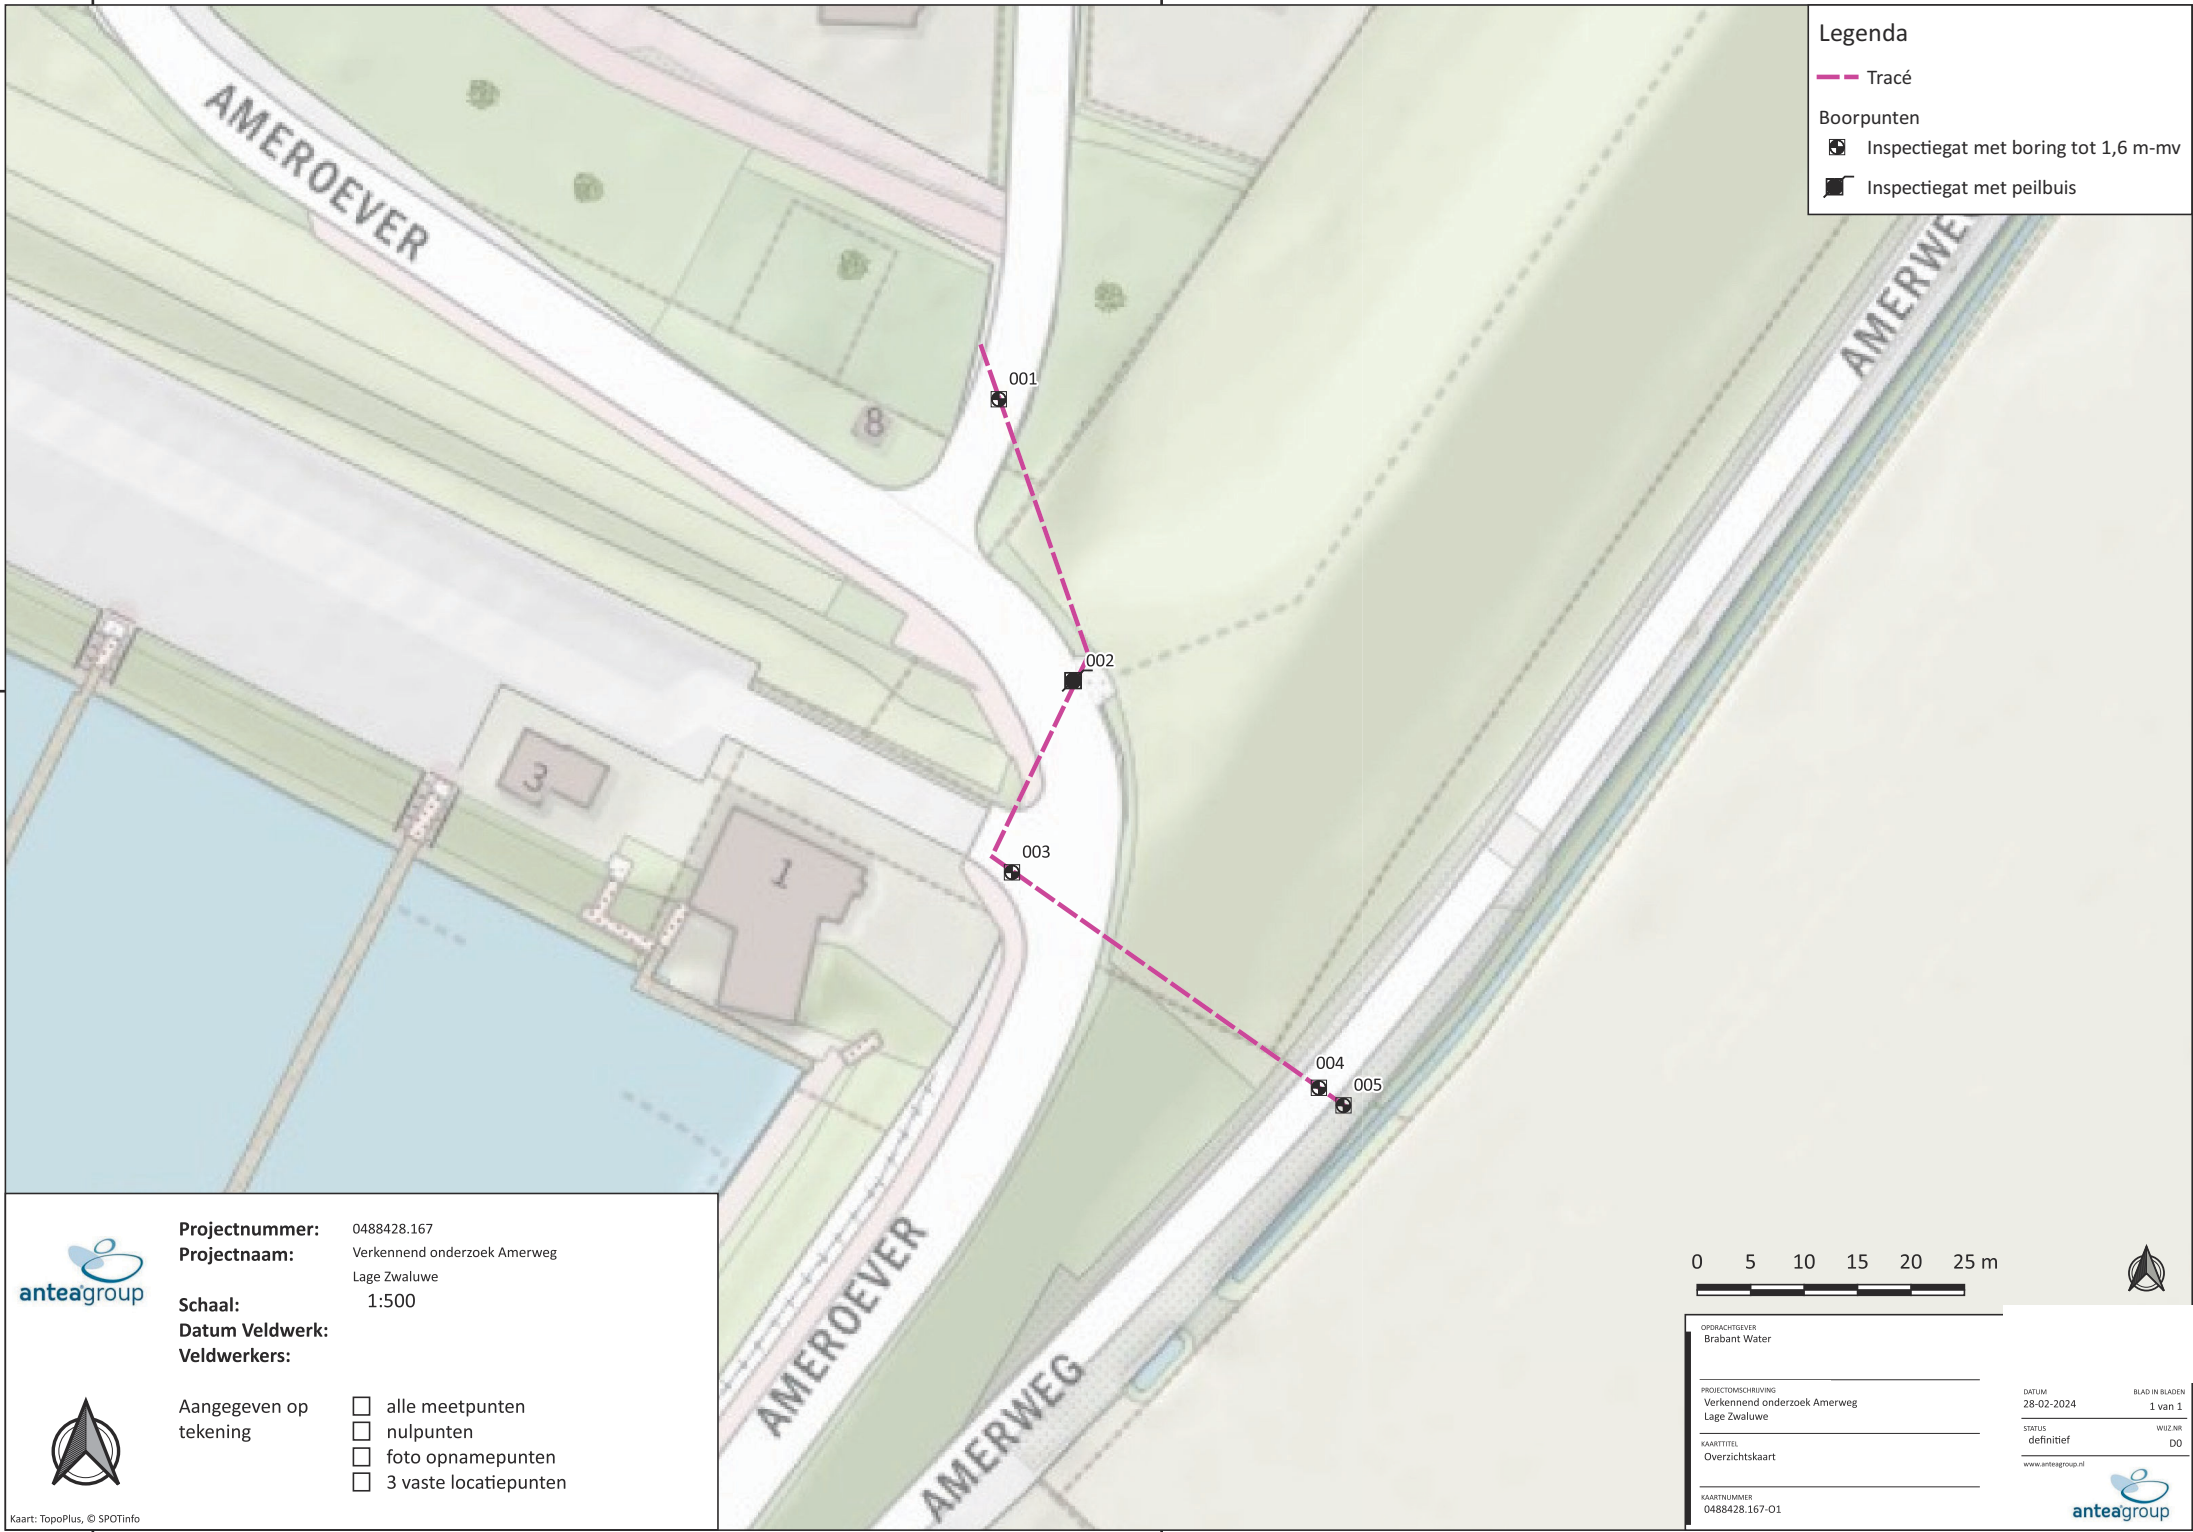 Legenda
Tracé
Boorpunten
Inspectiegat met boring tot 1,6 m-mv
Inspectiegat met peilbuis
AMEROEVER
AMERWE
001
8
002
3
1
003
004
005
AMEROEVER
AMERWEG
Projectnummer: 0488428.167
Projectnaam: Verkennend onderzoek Amerweg
Lage Zwaluwe
Schaal: 1:500
Datum Veldwerk:
Veldwerkers:
anteagroup
Aangegeven op
tekening
alle meetpunten
nulpunten
foto opnamepunten
3 vaste locatiepunten
Kaart: TopoPlus, © SPOTinfo
0 5 10 15 20 25 m
OPDRACHTGEVER
Brabant Water
PROJECTOMSCHRIJVING
Verkennend onderzoek Amerweg
Lage Zwaluwe
KAARTTITEL
Overzichtskaart
KAARTNUMMER
0488428.167-O1
DATUM BLAD IN BLADEN
28-02-2024 1 van 1
STATUS WIJZ.NR
definitief D0
www.anteagroup.nl
anteagroup